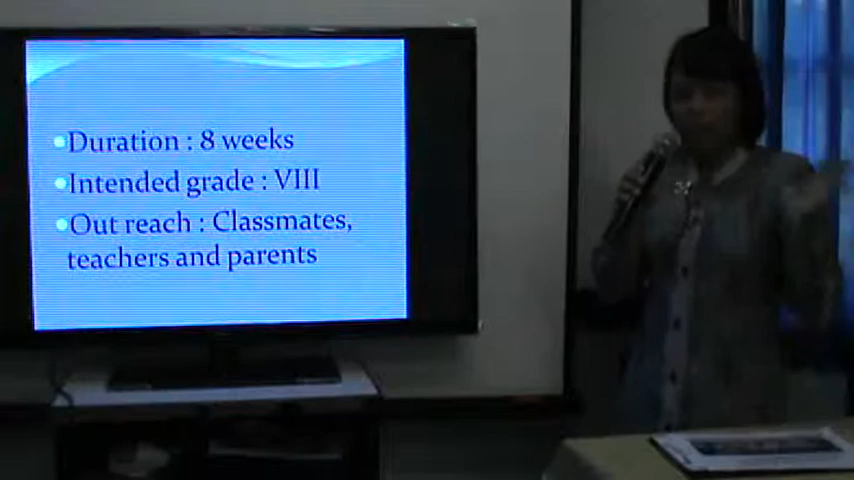 Duration : 8 weeks
Intended grade : VIII
Out reach : Classmates,
teachers and parents